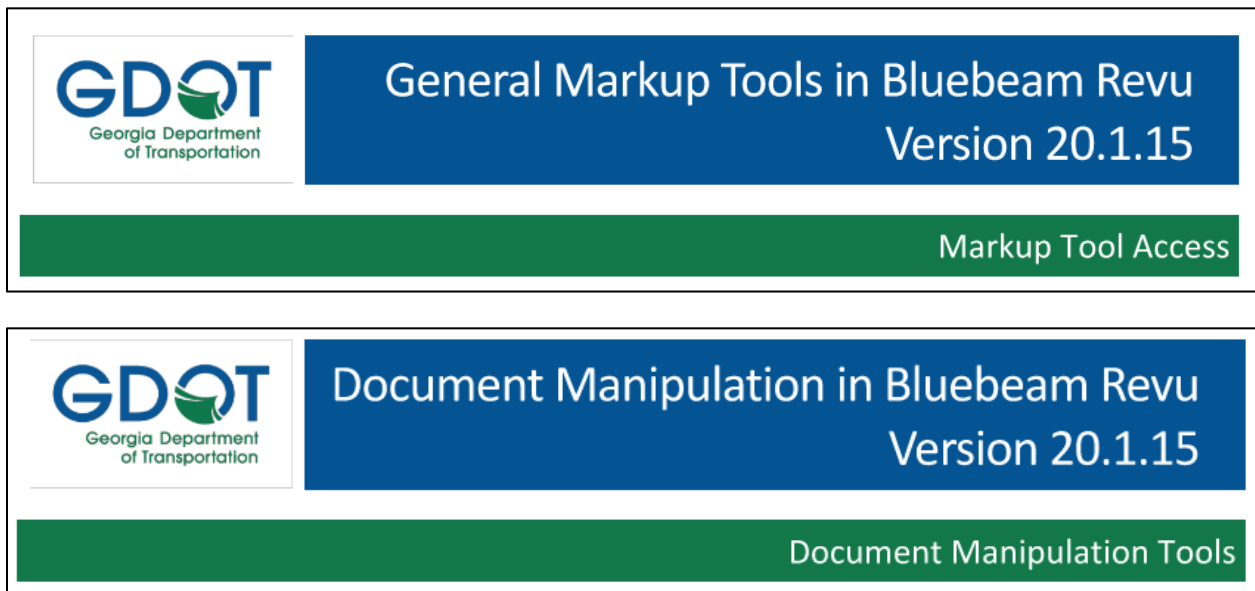 GDOT
Georgia Department
of Transportation
General Markup Tools in Bluebeam Revu
Version 20.1.15
Markup Tool Access
GDOT
Georgia Department
of Transportation
Document Manipulation in Bluebeam Revu
Version 20.1.15
Document Manipulation Tools